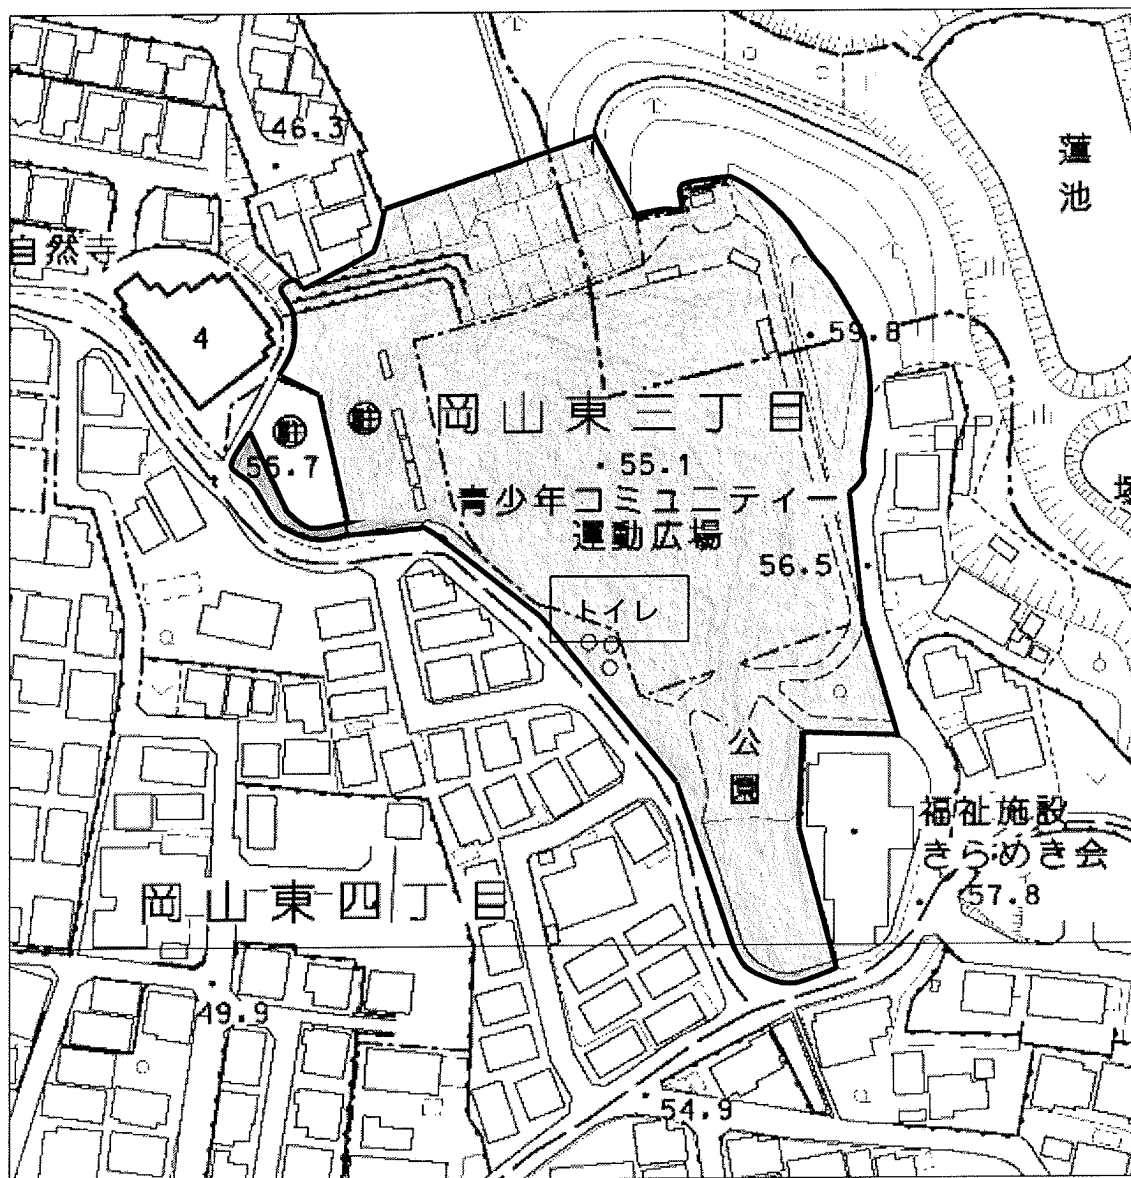 46.3
蓮池
自然寺
4
59.8
岡山東三丁目
駐
駐
55.7
55.1
青少年コミュニティー
運動広場
56.5
トイレ
公園
福祉施設
きらめき会
57.8
岡山東四丁目
49.9
54.9